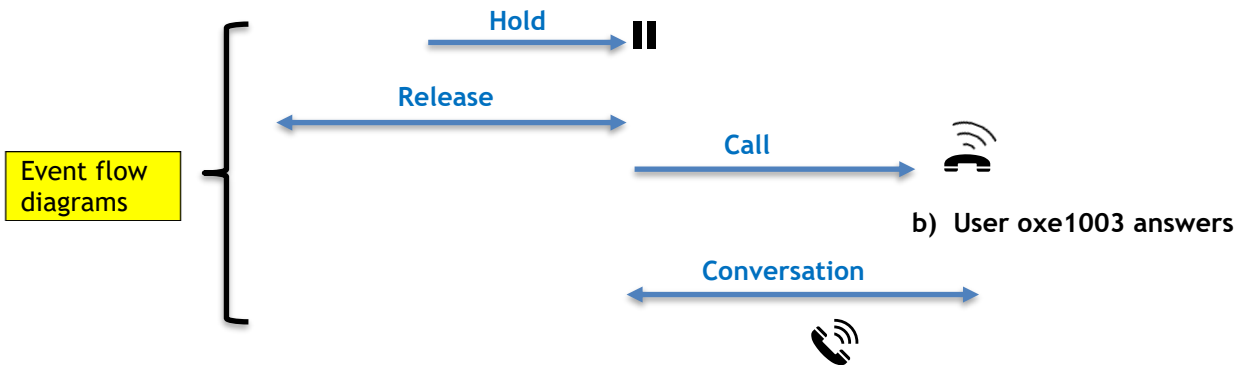 Hold
Release
Call
Event flow
diagrams
b) User oxe1003 answers
Conversation